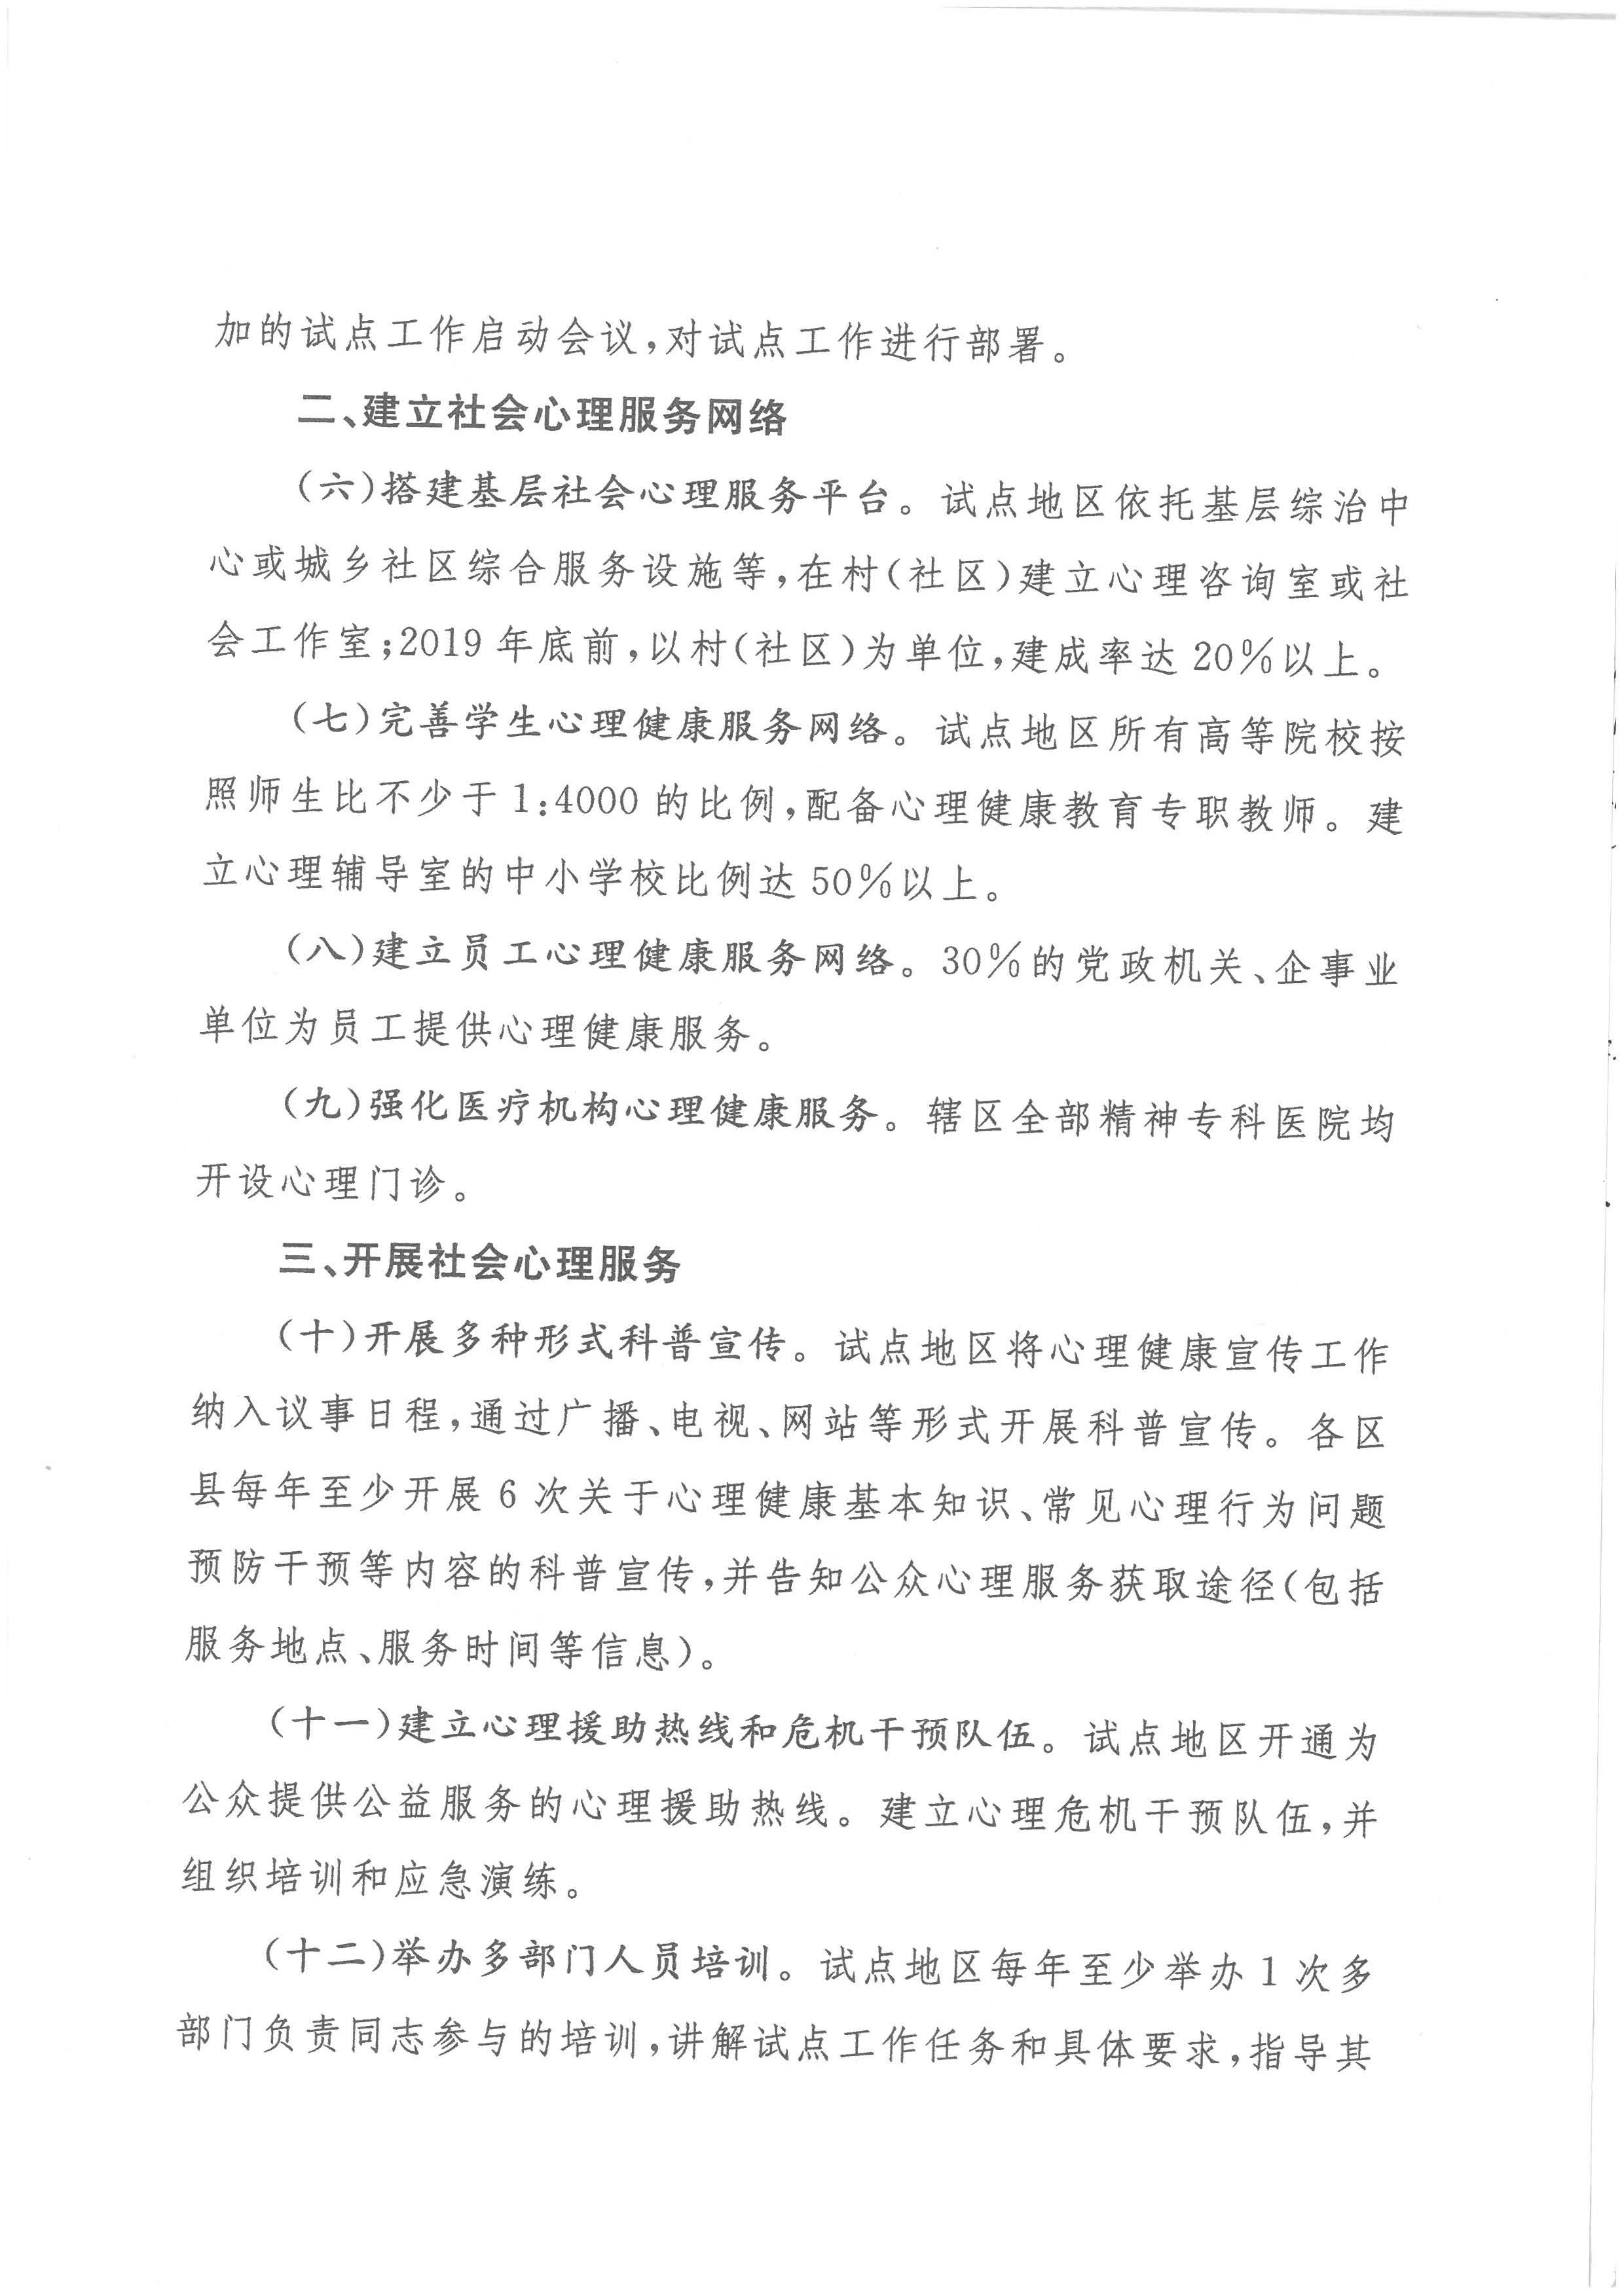 加的试点工作启动会议,对试点工作进行部署。
二、建立社会心理服务网络
(六)搭建基层社会心理服务平台。试点地区依托基层综治中
心或城乡社区综合服务设施等,在村(社区)建立心理咨询室或社
会工作室;2019 年底前,以村(社区)为单位,建成率达 20%以上。
(七)完善学生心理健康服务网络。试点地区所有高等院校按
照师生比不少于 1:4000 的比例,配备心理健康教育专职教师。建
立心理辅导室的中小学校比例达 50%以上。
(八)建立员工心理健康服务网络。30%的党政机关、企事业
单位为员工提供心理健康服务。
(九)强化医疗机构心理健康服务。辖区全部精神专科医院均
开设心理门诊。
三、开展社会心理服务
(十)开展多种形式科普宣传。试点地区将心理健康宣传工作
纳入议事日程,通过广播、电视、网站等形式开展科普宣传。各区
县每年至少开展 6 次关于心理健康基本知识、常见心理行为问题
预防干预等内容的科普宣传,并告知公众心理服务获取途径(包括
服务地点、服务时间等信息)。
(十一)建立心理援助热线和危机干预队伍。试点地区开通为
公众提供公益服务的心理援助热线。建立心理危机干预队伍,并
组织培训和应急演练。
(十二)举办多部门人员培训。试点地区每年至少举办 1 次多
部门负责同志参与的培训,讲解试点工作任务和具体要求,指导其